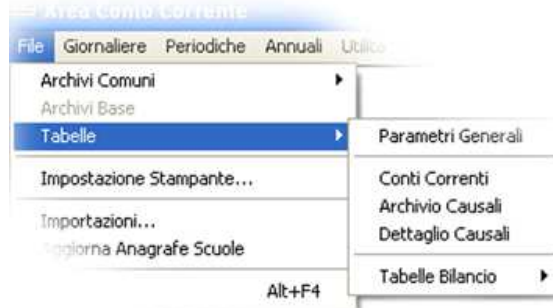 Area Conto Corrente
File Giornaliere Periodiche Annuali
Archivi Comuni
Archivi Base
Tabelle
Impostazione Stampante...
Importazioni...
Aggiorna Anagrafe Scuole
Alt+F4
Parametri Generali
Conti Correnti
Archivio Causali
Dettaglio Causali
Tabelle Bilancio